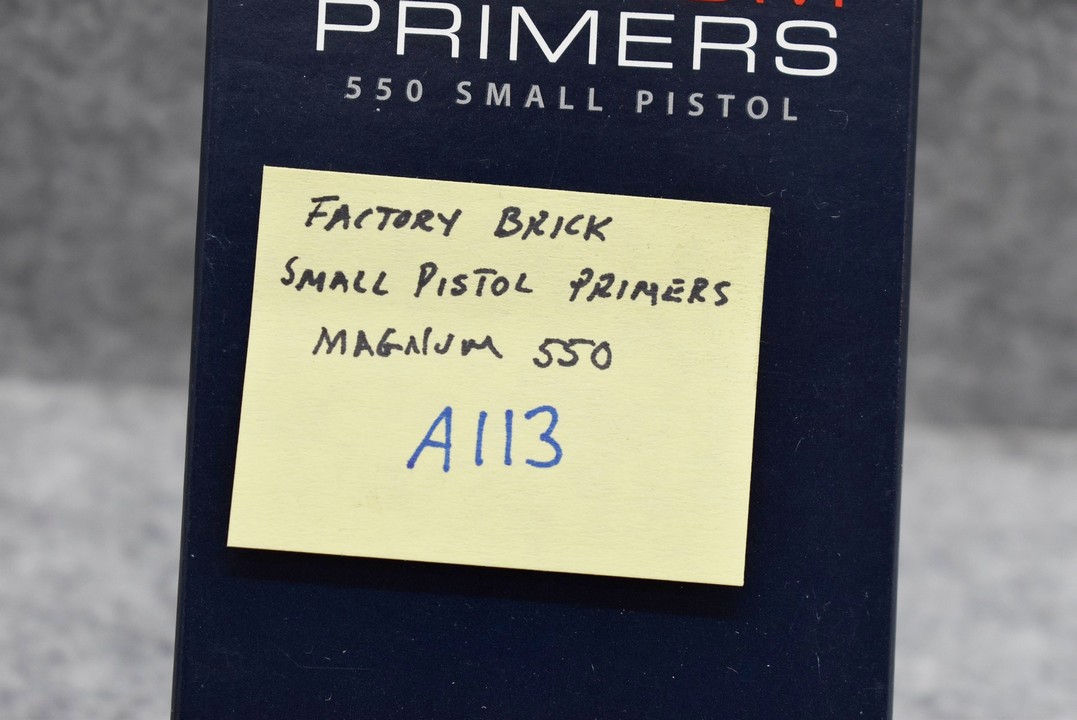 PRIMERS
550 SMALL PISTOL
FACTORY BRICK
SMALL PISTOL PRIMERS
MAGNUM 550
A113